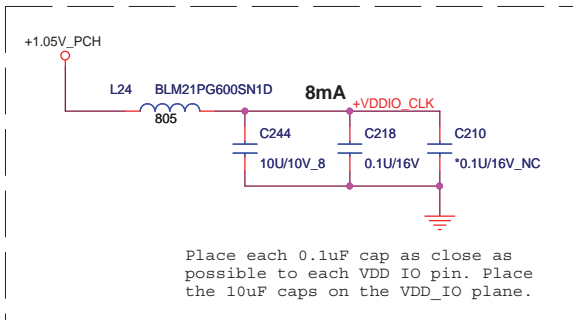 +1.05V_PCH
L24 BLM21PG600SN1D
805
8mA
+VDDIO_CLK
C244
10U/10V_8
C218
0.1U/16V
C210
*0.1U/16V_NC
Place each 0.1uF cap as close as
possible to each VDD IO pin. Place
the 10uF caps on the VDD_IO plane.